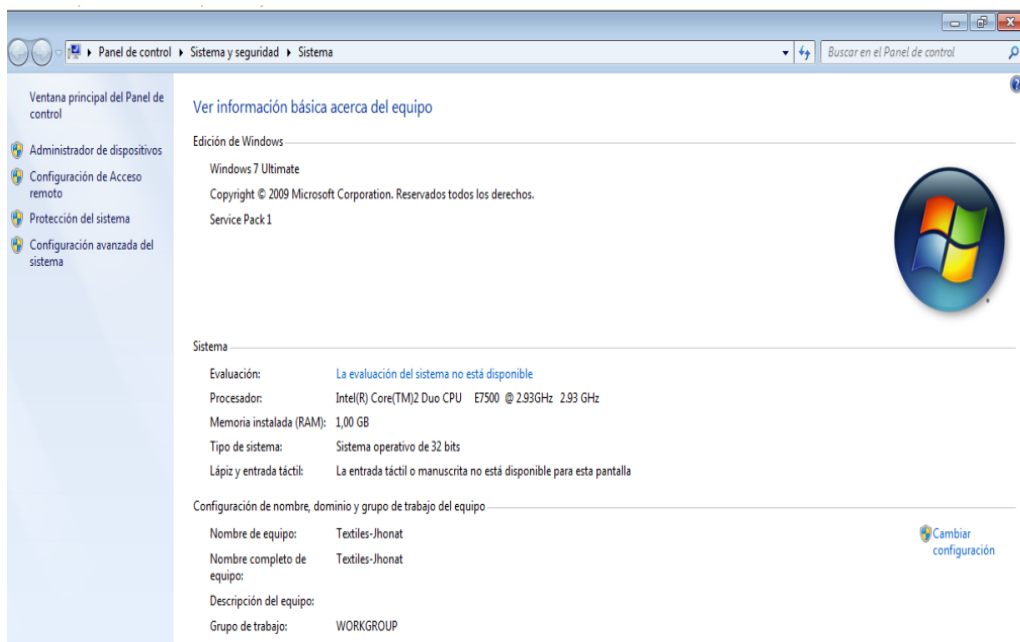 Panel de control ▸ Sistema y seguridad ▸ Sistema
Buscar en el Panel de control
Ventana principal del Panel de
control
Administrador de dispositivos
Configuración de Acceso
remoto
Protección del sistema
Configuración avanzada del
sistema
Ver información básica acerca del equipo
Edición de Windows
Windows 7 Ultimate
Copyright © 2009 Microsoft Corporation. Reservados todos los derechos.
Service Pack 1
Sistema
Evaluación: La evaluación del sistema no está disponible
Procesador: Intel(R) Core(TM)2 Duo CPU E7500 @ 2.93GHz 2.93 GHz
Memoria instalada (RAM): 1,00 GB
Tipo de sistema: Sistema operativo de 32 bits
Lápiz y entrada táctil: La entrada táctil o manuscrita no está disponible para esta pantalla
Configuración de nombre, dominio y grupo de trabajo del equipo
Nombre de equipo: Textiles-Jhonat
Cambiar
configuración
Nombre completo de
equipo: Textiles-Jhonat
Descripción del equipo:
Grupo de trabajo: WORKGROUP